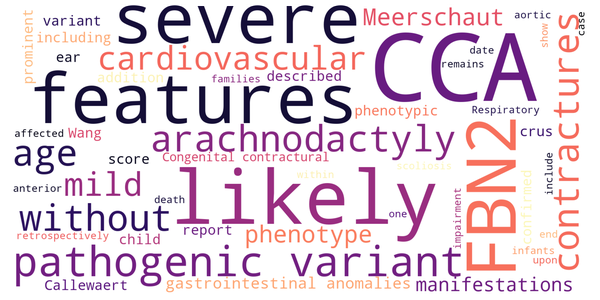 severe
Meerschaut
aortic
variant
including
prominent
cardiovascular
CCA
show
case
date
remains
ear
addition
families
described
features
phenotypic
Respiratory
contractures
affected
Wang
arachnodactyly
crus
FBN2
age
score
Congenital contractural
scoliosis
confirmed
include
anterior
mild
within
likely
death
one
impairment
without
report
phenotype
retrospectively
child
end
infants
upon
pathogenic variant
Callewaert
gastrointestinal anomalies
manifestations